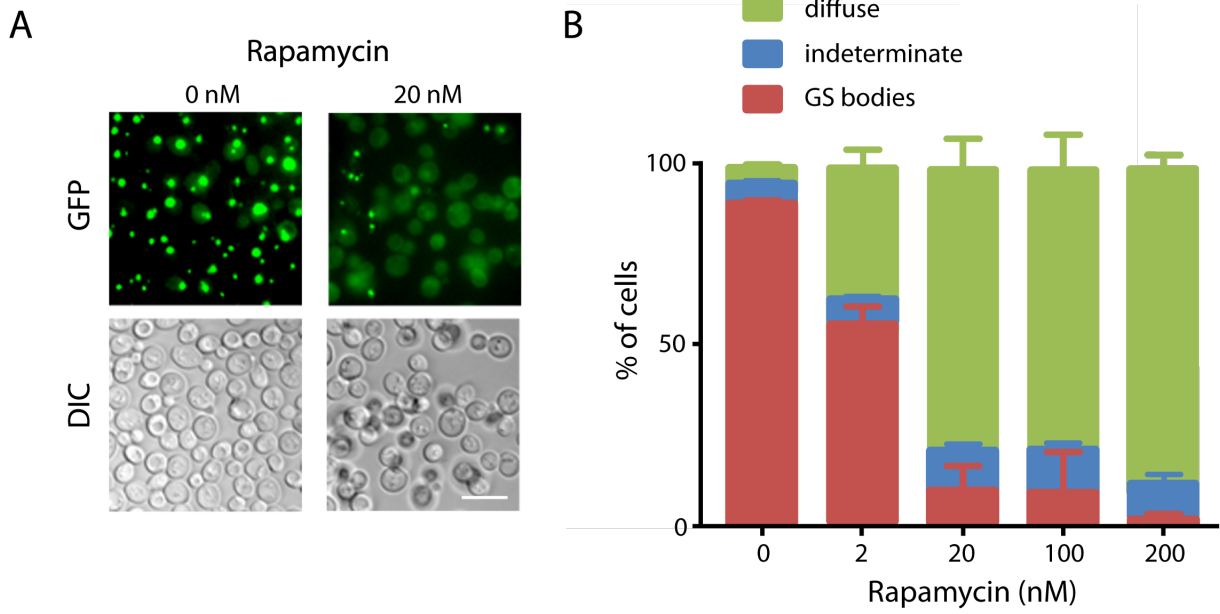 A
Rapamycin
0 nM
20 nM
GFP
DIC
B
diffuse
indeterminate
GS bodies
% of cells
100
50
0
0
2
20
100
200
Rapamycin (nM)